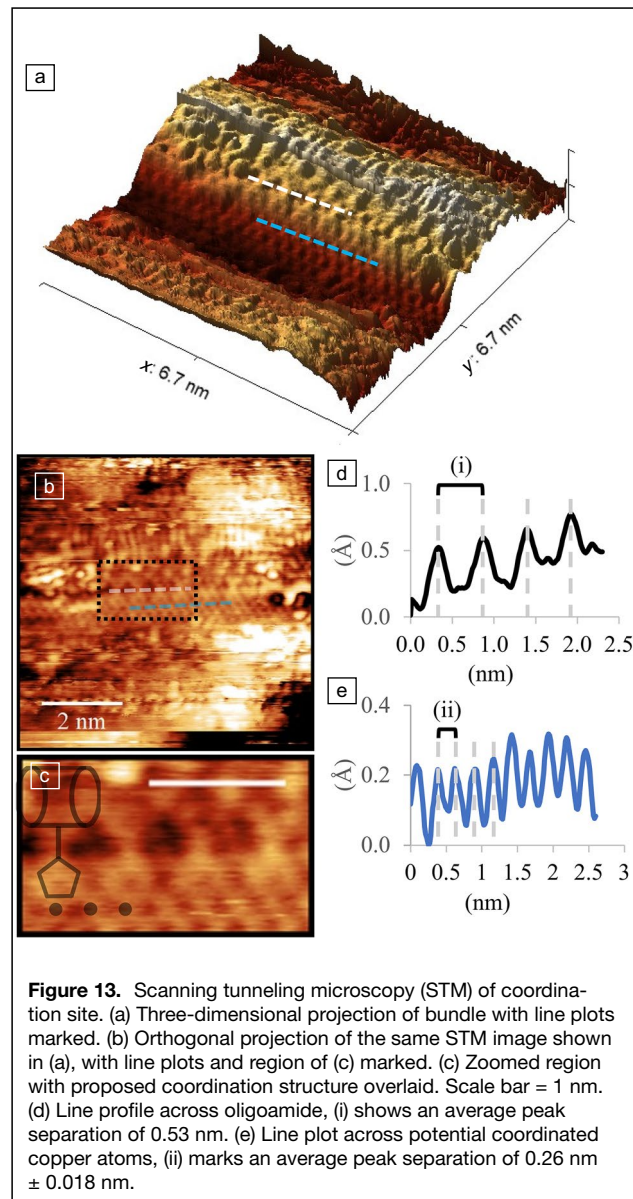 a
x: 6.7 nm
y: 6.7 nm
b
2 nm
c
d
(i)
1.0
0.5
0.0
(Å)
0.0 0.5 1.0 1.5 2.0 2.5
(nm)
e
(ii)
0.4
0.2
0.0
(Å)
0 0.5 1 1.5 2 2.5 3
(nm)
Figure 13. Scanning tunneling microscopy (STM) of coordina-
tion site. (a) Three-dimensional projection of bundle with line plots
marked. (b) Orthogonal projection of the same STM image shown
in (a), with line plots and region of (c) marked. (c) Zoomed region
with proposed coordination structure overlaid. Scale bar = 1 nm.
(d) Line profile across oligoamide, (i) shows an average peak
separation of 0.53 nm. (e) Line plot across potential coordinated
copper atoms, (ii) marks an average peak separation of 0.26 nm
± 0.018 nm.